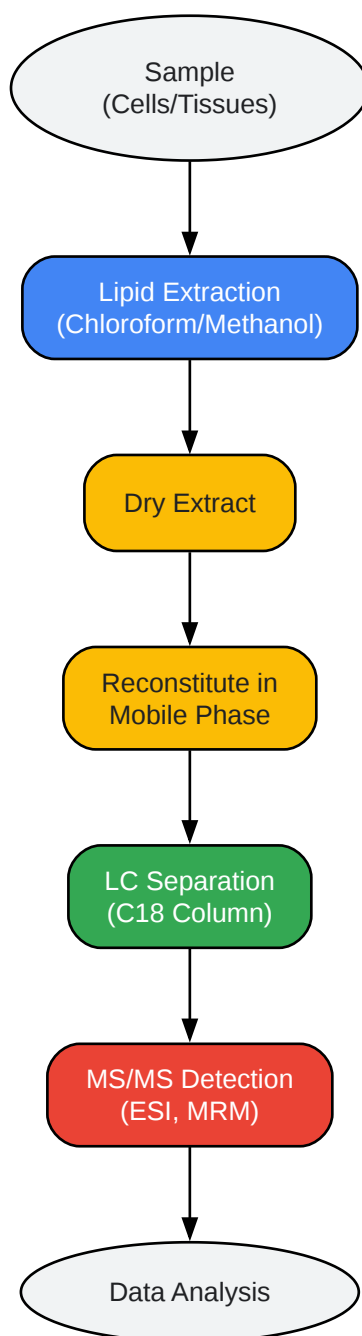 Sample
(Cells/Tissues)
Lipid Extraction
(Chloroform/Methanol)
Dry Extract
Reconstitute in
Mobile Phase
LC Separation
(C18 Column)
MS/MS Detection
(ESI, MRM)
Data Analysis